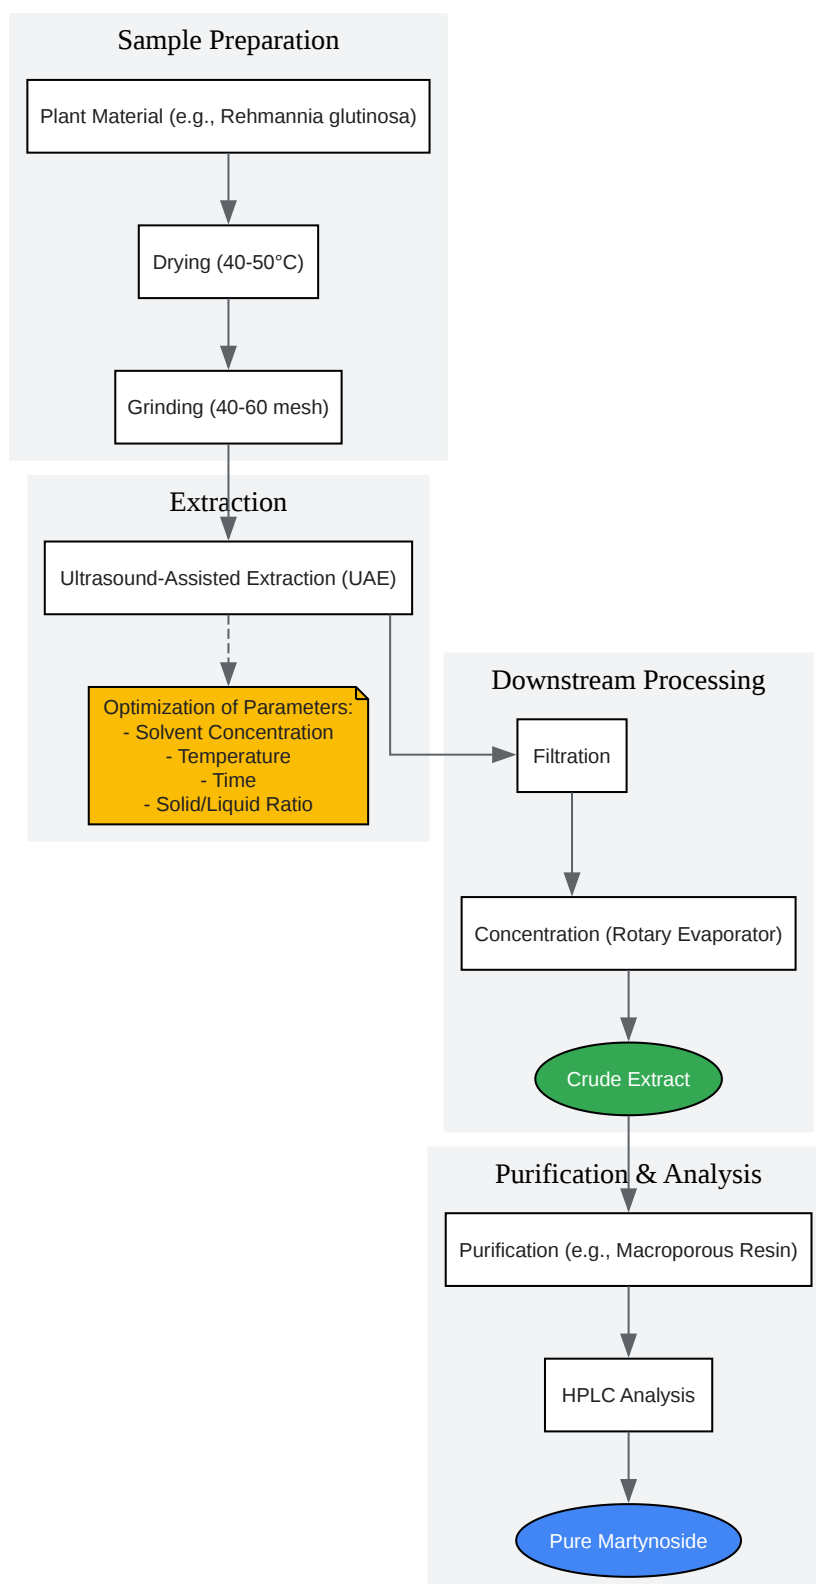 Sample Preparation
Plant Material (e.g., Rehmannia glutinosa)
Drying (40-50°C)
Grinding (40-60 mesh)
Extraction
Ultrasound-Assisted Extraction (UAE)
Optimization of Parameters:
- Solvent Concentration
- Temperature
- Time
- Solid/Liquid Ratio
Downstream Processing
Filtration
Concentration (Rotary Evaporator)
Crude Extract
Purification & Analysis
Purification (e.g., Macroporous Resin)
HPLC Analysis
Pure Martynoside